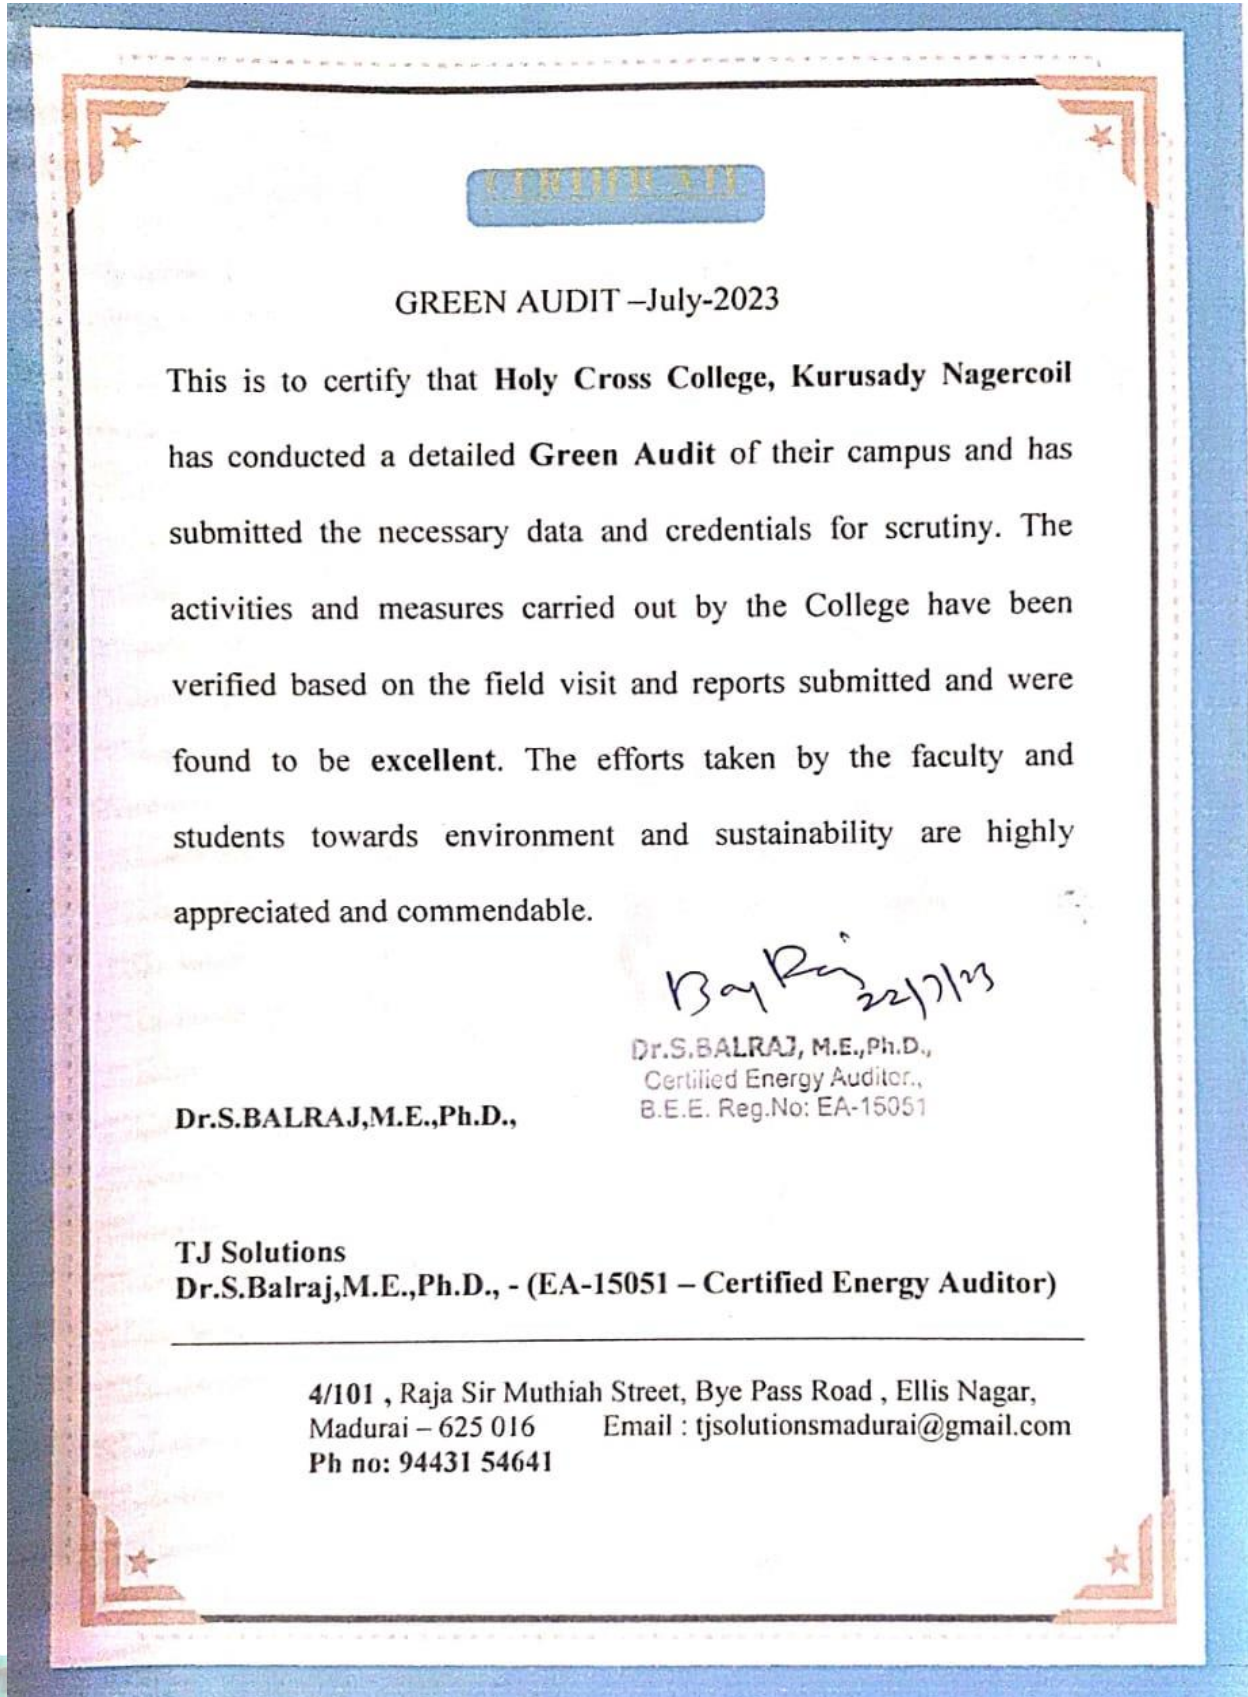 CERTIFICATE
GREEN AUDIT –July-2023
This is to certify that Holy Cross College, Kurusady Nagercoil
has conducted a detailed Green Audit of their campus and has
submitted the necessary data and credentials for scrutiny. The
activities and measures carried out by the College have been
verified based on the field visit and reports submitted and were
found to be excellent. The efforts taken by the faculty and
students towards environment and sustainability are highly
appreciated and commendable.
22/7/23
Dr.S.BALRAJ, M.E.,Ph.D.,
Certified Energy Auditor.,
B.E.E. Reg.No: EA-15051
Dr.S.BALRAJ,M.E.,Ph.D.,
TJ Solutions
Dr.S.Balraj,M.E.,Ph.D., - (EA-15051 – Certified Energy Auditor)
4/101 , Raja Sir Muthiah Street, Bye Pass Road , Ellis Nagar,
Madurai – 625 016 Email : tjsolutionsmadurai@gmail.com
Ph no: 94431 54641